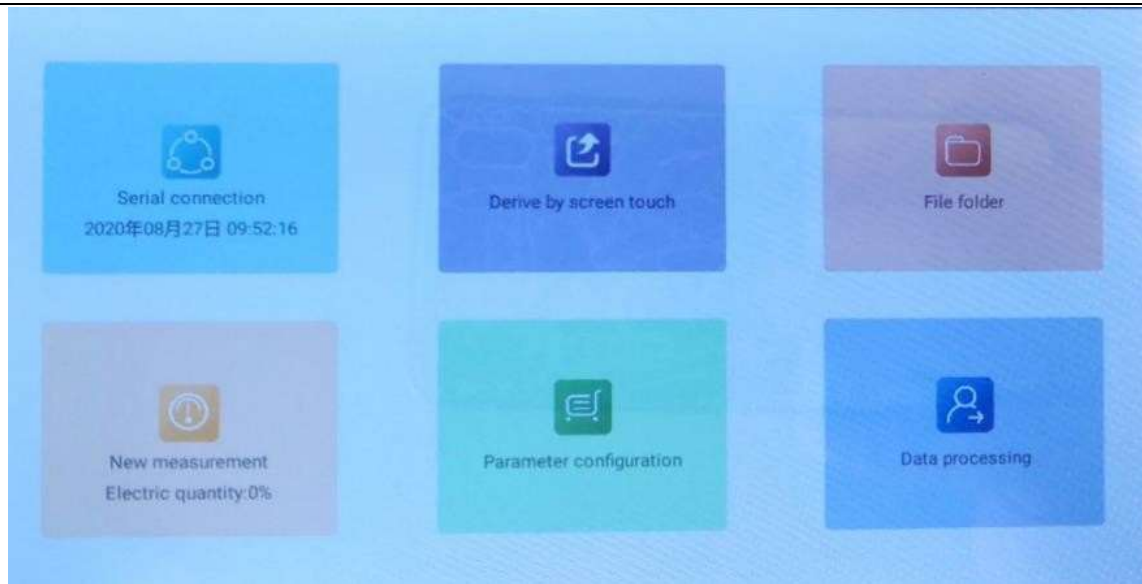 Serial connection
2020年08月27日 09:52:16
Derive by screen touch
File folder
New measurement
Electric quantity:0%
Parameter configuration
Data processing